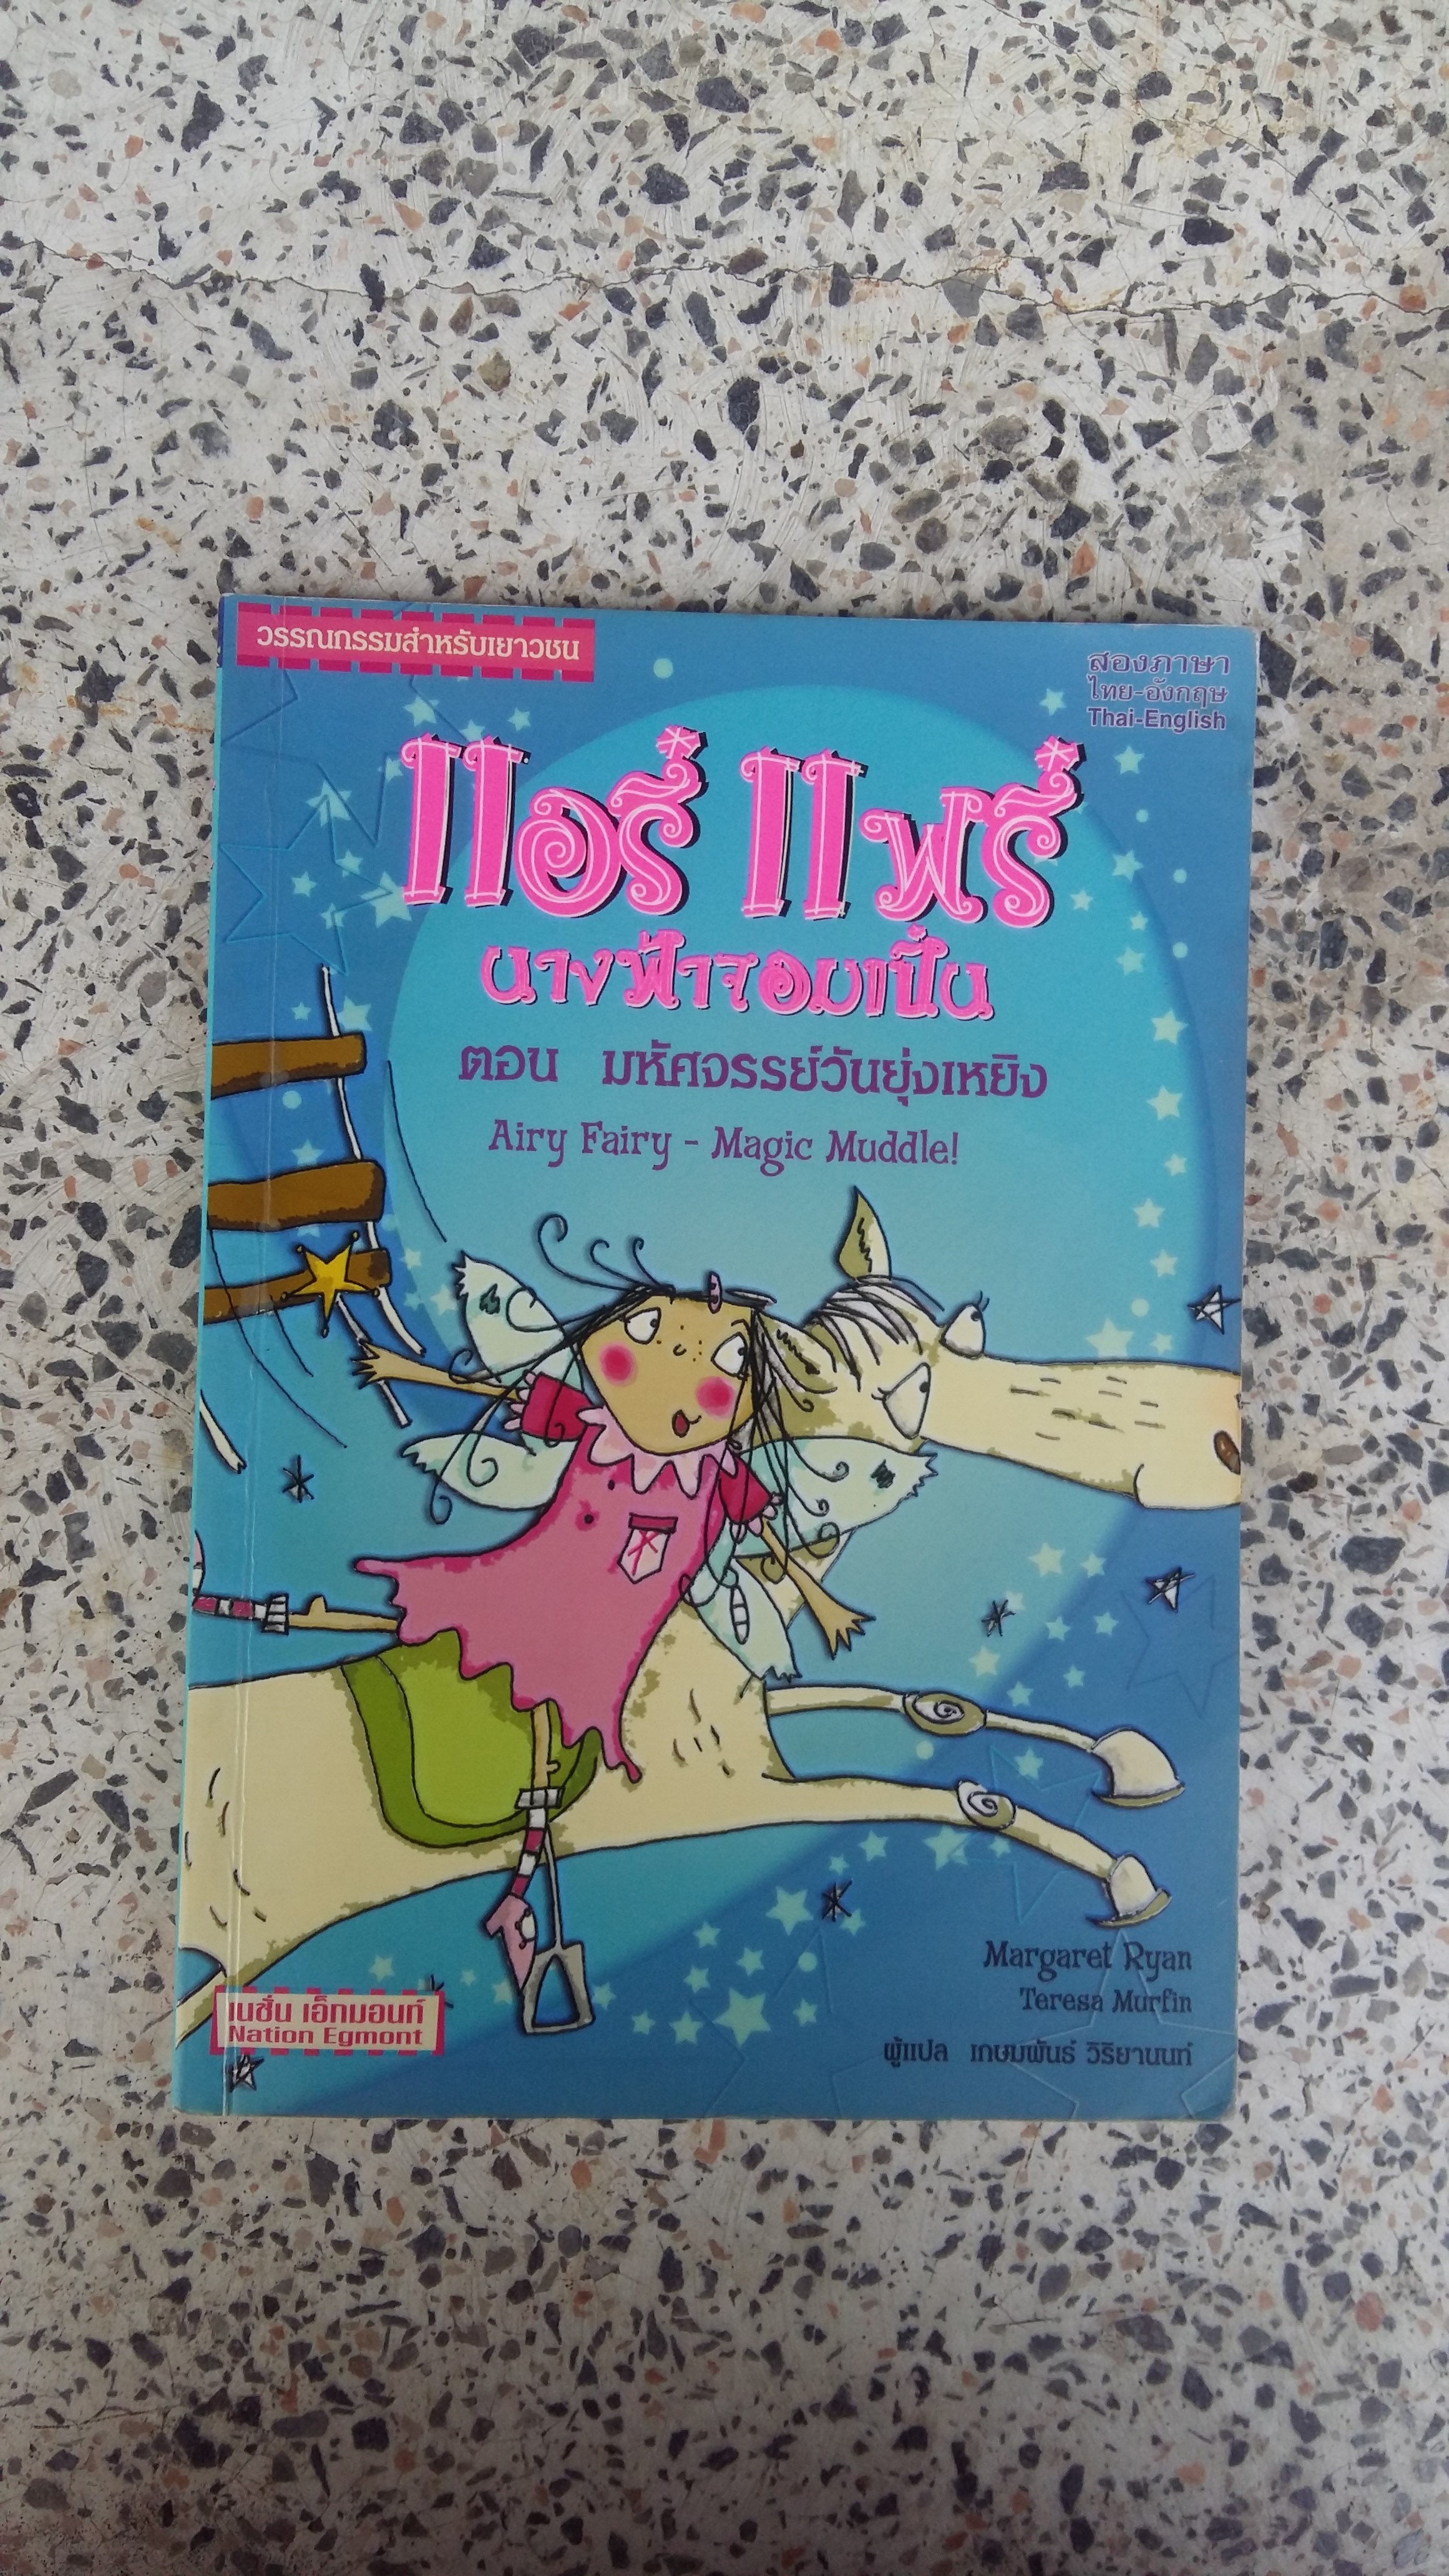 วรรณกรรมสำหรับเยาวชน
สองภาษา
ไทย-อังกฤษ
Thai-English
แอรี่ แฟรี่
นางฟ้าจอมเปิ่น
ตอน มหัศจรรย์วันยุ่งเหยิง
Airy Fairy - Magic Muddle!
Margaret Ryan
Teresa Murfin
ผู้แปล เกษมพันธ์ วิริยานนท์
เนชั่น เอ็กมอนท์
Nation Egmont